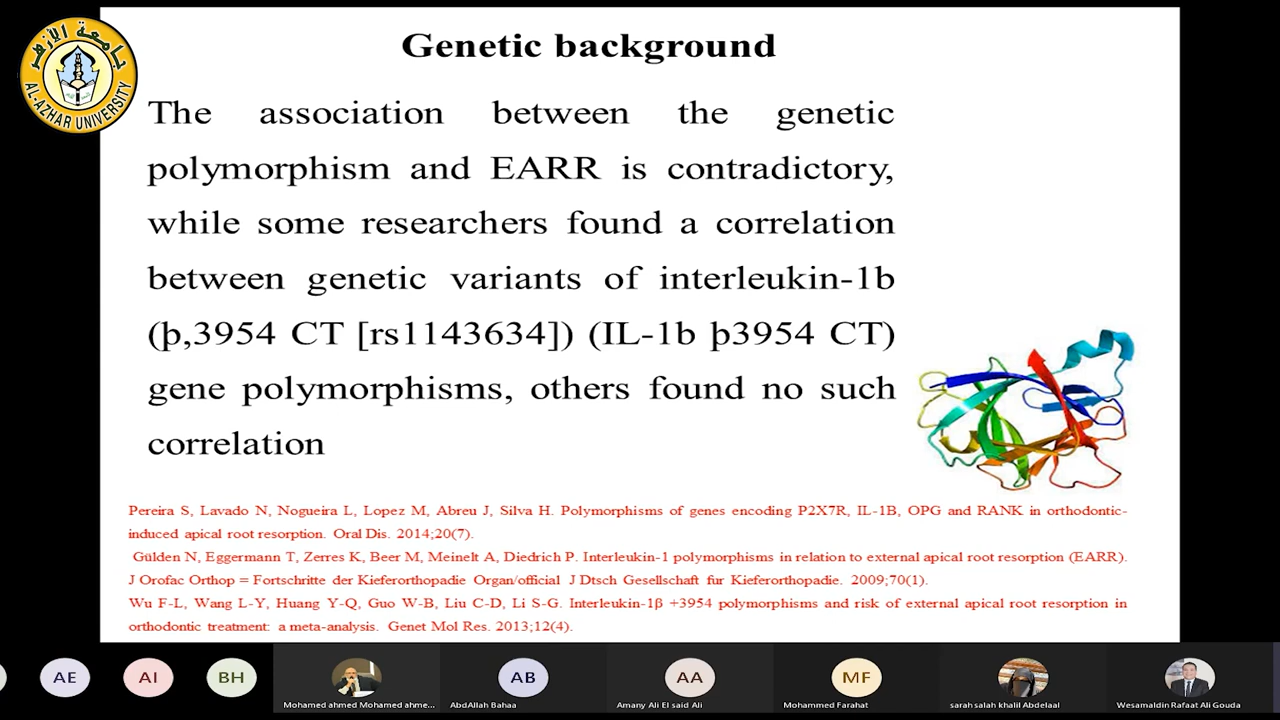 Genetic background
جامعة الأزهر
AL-AZHAR UNIVERSITY
The association between the genetic
polymorphism and EARR is contradictory,
while some researchers found a correlation
between genetic variants of interleukin-1b
(þ,3954 CT [rs1143634]) (IL-1b þ3954 CT)
gene polymorphisms, others found no such
correlation
Pereira S, Lavado N, Nogueira L, Lopez M, Abreu J, Silva H. Polymorphisms of genes encoding P2X7R, IL-1B, OPG and RANK in orthodontic-
induced apical root resorption. Oral Dis. 2014;20(7).
Gülden N, Eggermann T, Zerres K, Beer M, Meinelt A, Diedrich P. Interleukin-1 polymorphisms in relation to external apical root resorption (EARR).
J Orofac Orthop = Fortschritte der Kieferorthopadie Organ/official J Dtsch Gesellschaft fur Kieferorthopadie. 2009;70(1).
Wu F-L, Wang L-Y, Huang Y-Q, Guo W-B, Liu C-D, Li S-G. Interleukin-1β +3954 polymorphisms and risk of external apical root resorption in
orthodontic treatment: a meta-analysis. Genet Mol Res. 2013;12(4).
AE
AI
BH
Mohamed ahmed Mohamed ahme...
AB
AbdAllah Bahaa
AA
Amany Ali El said Ali
MF
Mohammed Farahat
sarah salah khalil Abdelaal
Wesamaldin Rafaat Ali Gouda